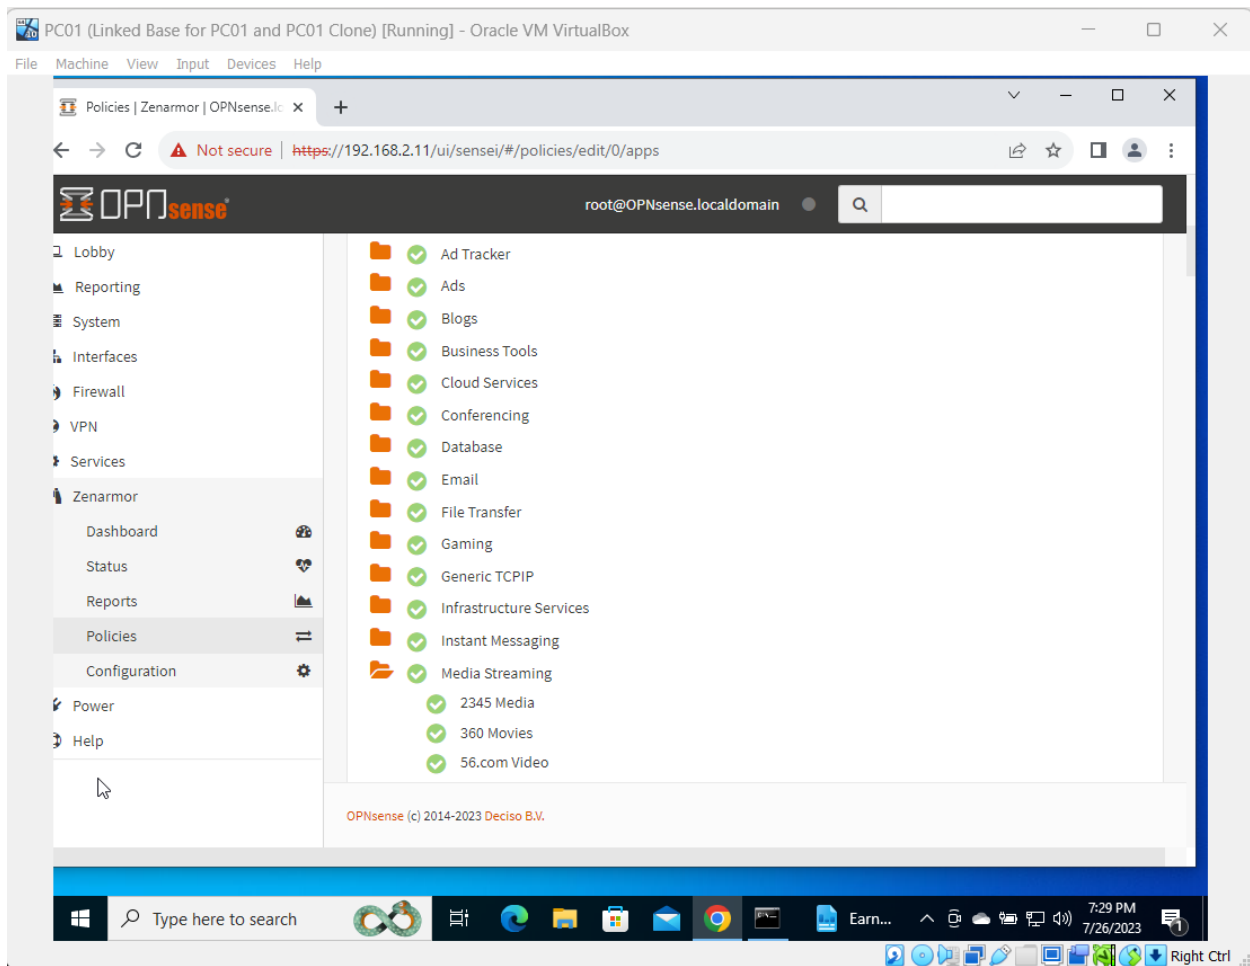 PC01 (Linked Base for PC01 and PC01 Clone) [Running] - Oracle VM VirtualBox
File Machine View Input Devices Help
Policies | Zenarmor | OPNsense.lo
Not secure | https://192.168.2.11/ui/sensei/#/policies/edit/0/apps
OPNsense
root@OPNsense.localdomain
Lobby
Reporting
System
Interfaces
Firewall
VPN
Services
Zenarmor
Dashboard
Status
Reports
Policies
Configuration
Power
Help
Ad Tracker
Ads
Blogs
Business Tools
Cloud Services
Conferencing
Database
Email
File Transfer
Gaming
Generic TCPIP
Infrastructure Services
Instant Messaging
Media Streaming
2345 Media
360 Movies
56.com Video
OPNsense (c) 2014-2023 Deciso B.V.
Type here to search
Earn...
7:29 PM
7/26/2023
1
Right Ctrl